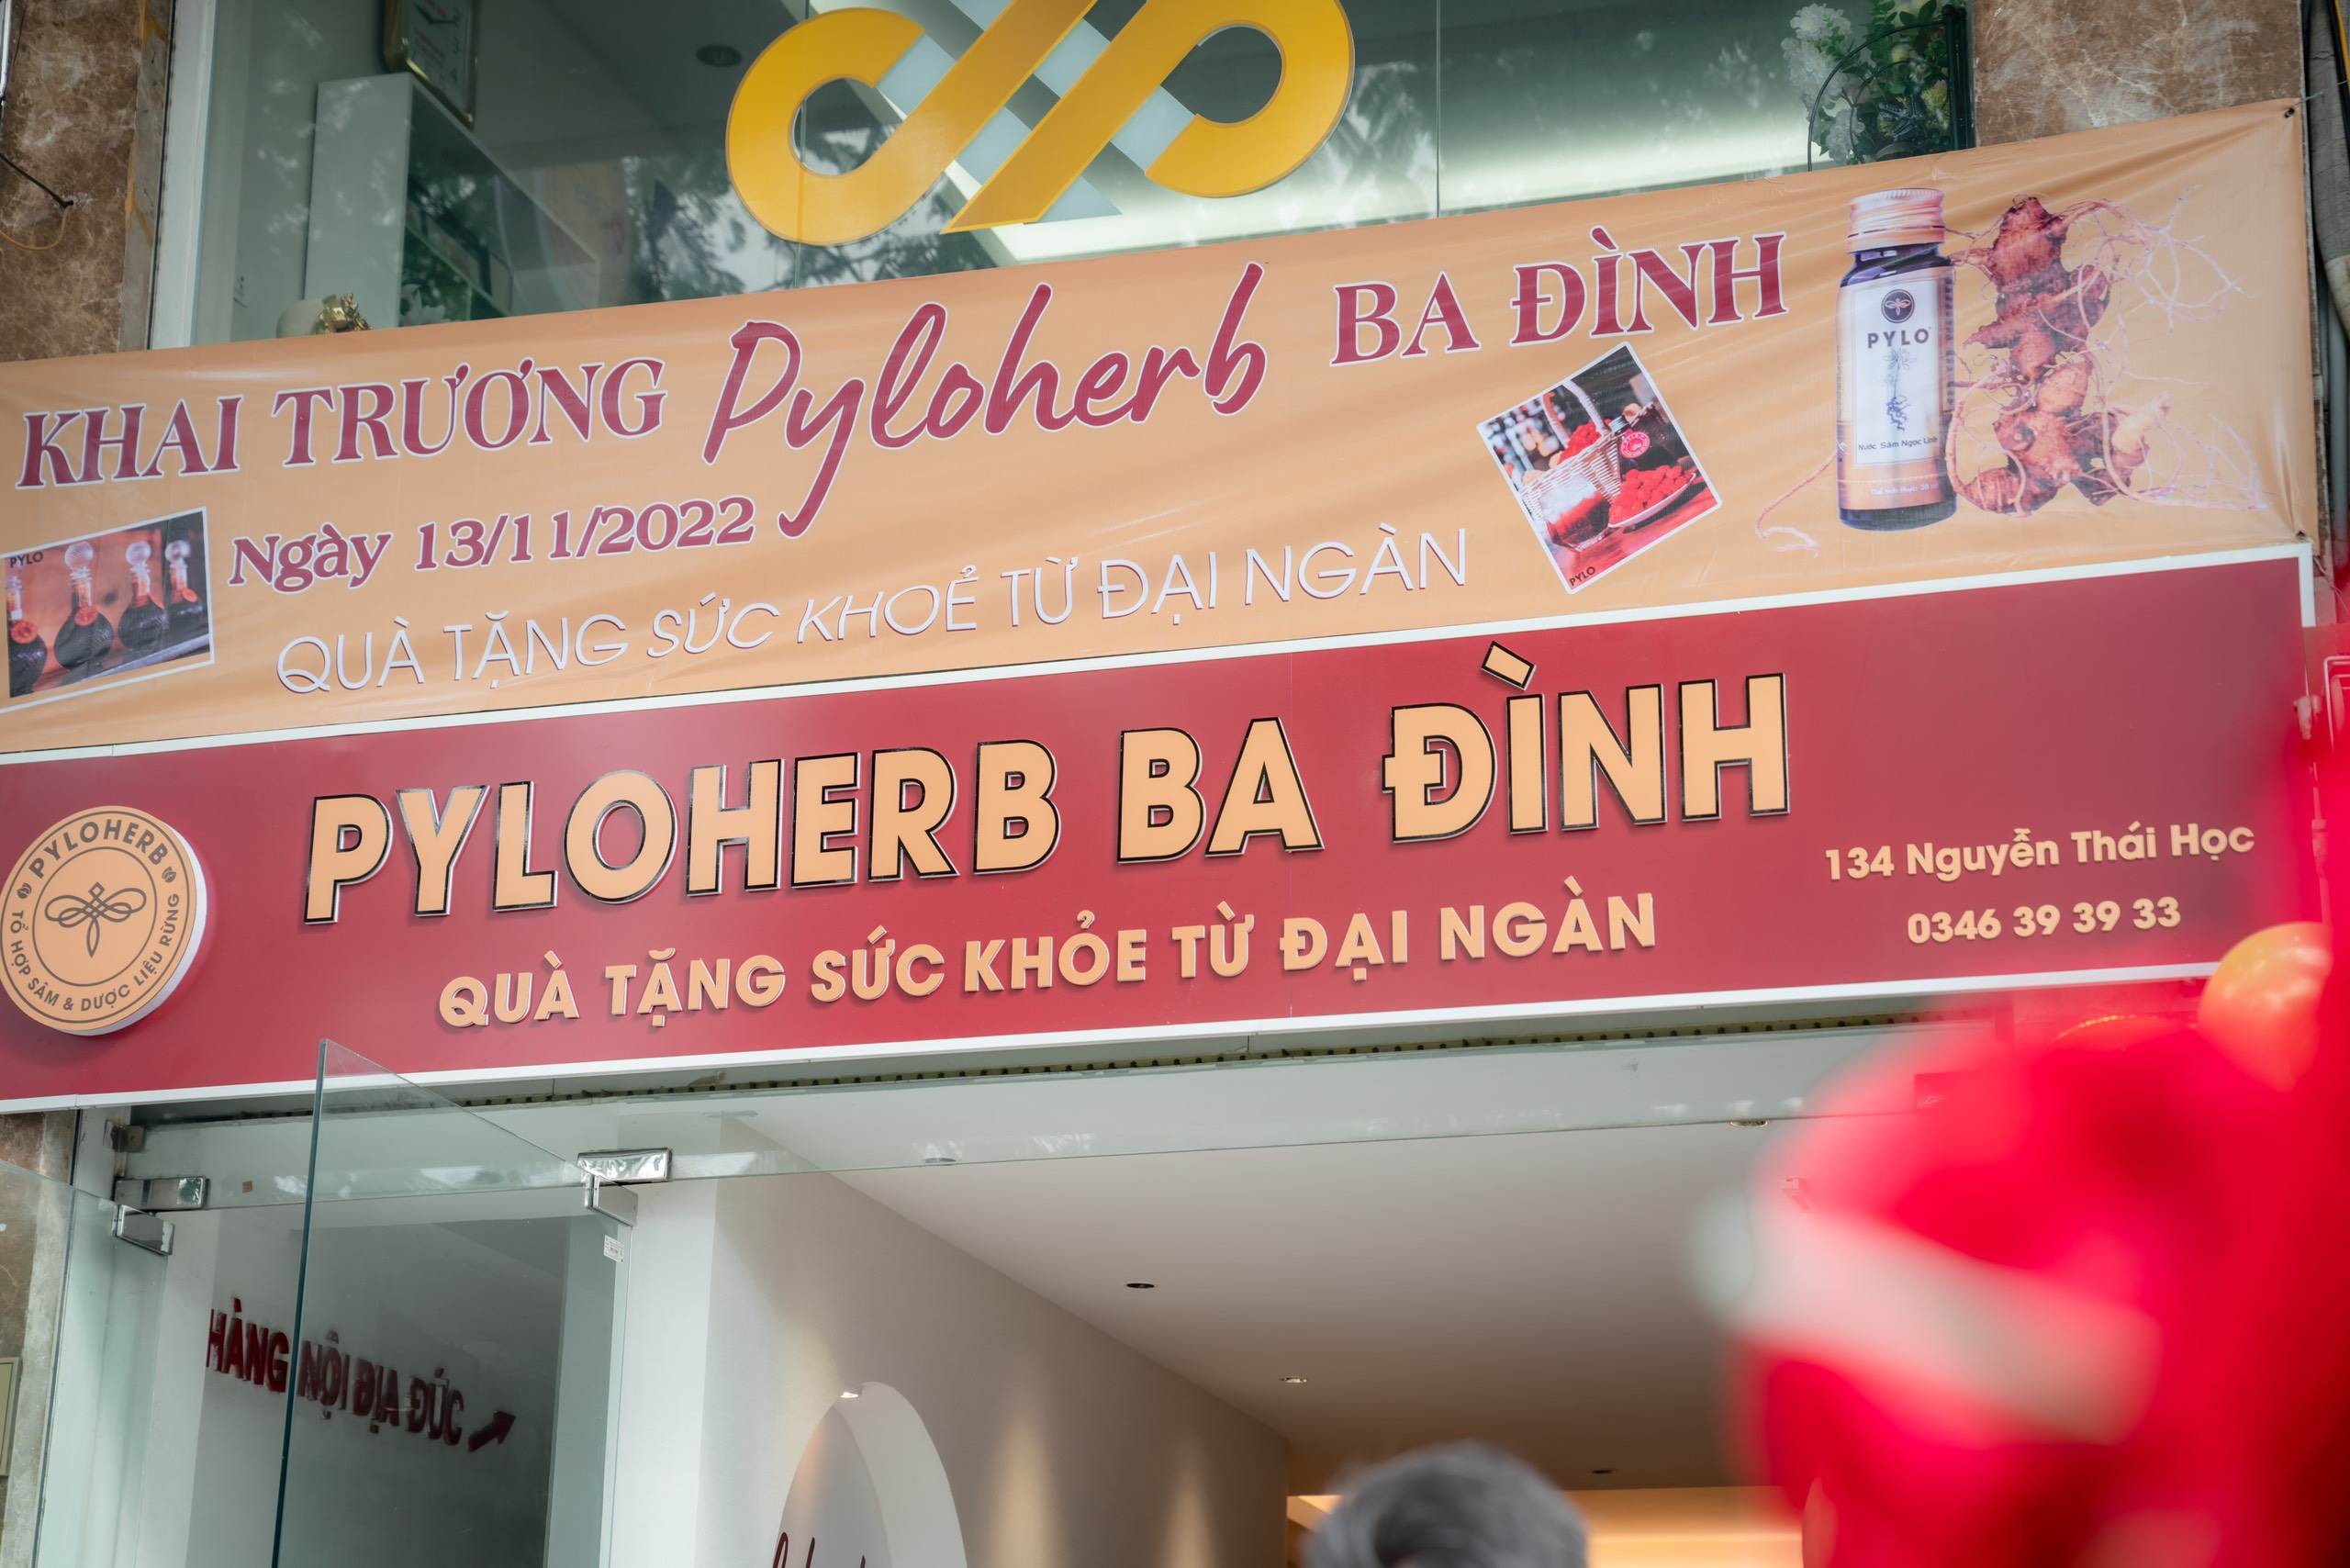 KHAI TRƯƠNG Pyloherb BA ĐÌNH
Ngày 13/11/2022
QUÀ TẶNG SỨC KHOẺ TỪ ĐẠI NGÀN
PYLO
PYLO
PYLO
Nước Sâm Ngọc Linh
PYLOHERB BA ĐÌNH
QUÀ TẶNG SỨC KHỎE TỪ ĐẠI NGÀN
134 Nguyễn Thái Học
0346 39 39 33
PYLOHERB
TỔ HỢP SÂM & DƯỢC LIỆU RỪNG
HÀNG NỘI ĐỊA ĐỨC